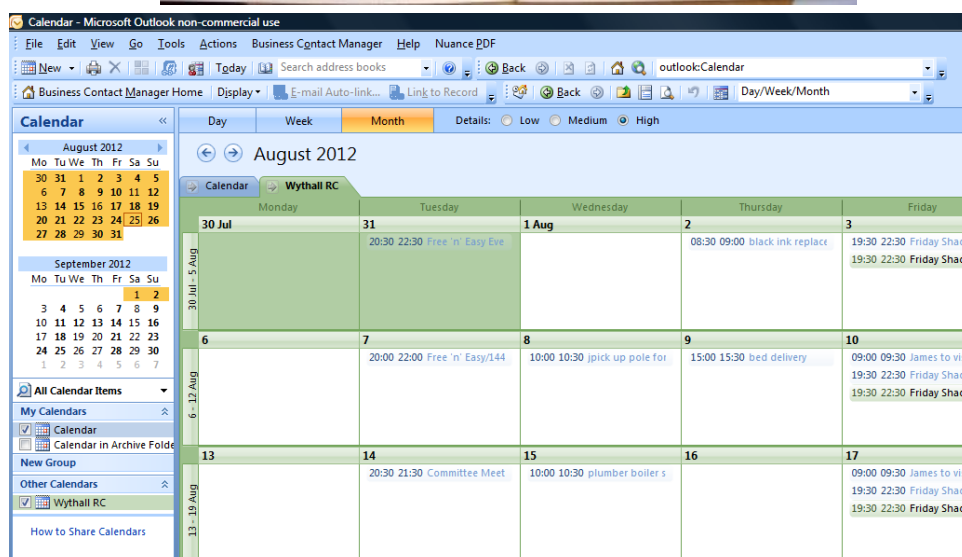 Calendar - Microsoft Outlook non-commercial use
File Edit View Go Tools Actions Business Contact Manager Help Nuance PDF
New Today Search address books Back outlook:Calendar
Business Contact Manager Home Display E-mail Auto-link... Link to Record Back Day/Week/Month
Calendar « Day Week Month Details: Low Medium High
August 2012
Mo Tu We Th Fr Sa Su
30 31 1 2 3 4 5
6 7 8 9 10 11 12
13 14 15 16 17 18 19
20 21 22 23 24 25 26
27 28 29 30 31
September 2012
Mo Tu We Th Fr Sa Su
1 2
3 4 5 6 7 8 9
10 11 12 13 14 15 16
17 18 19 20 21 22 23
24 25 26 27 28 29 30
1 2 3 4 5 6 7
All Calendar Items
My Calendars
Calendar
Calendar in Archive Folde
New Group
Other Calendars
Wythall RC
How to Share Calendars
August 2012
Calendar Wythall RC
Monday Tuesday Wednesday Thursday Friday
30 Jul - 5 Aug
30 Jul 31 1 Aug 2 3
20:30 22:30 Free 'n' Easy Eve 08:30 09:00 black ink replace 19:30 22:30 Friday Shac
19:30 22:30 Friday Shac
6 - 12 Aug
6 7 8 9 10
20:00 22:00 Free 'n' Easy/144 10:00 10:30 jpick up pole for 15:00 15:30 bed delivery 09:00 09:30 James to vi
19:30 22:30 Friday Shac
19:30 22:30 Friday Shac
13 - 19 Aug
13 14 15 16 17
20:30 21:30 Committee Meet 10:00 10:30 plumber boiler s 09:00 09:30 James to vi
19:30 22:30 Friday Shac
19:30 22:30 Friday Shac